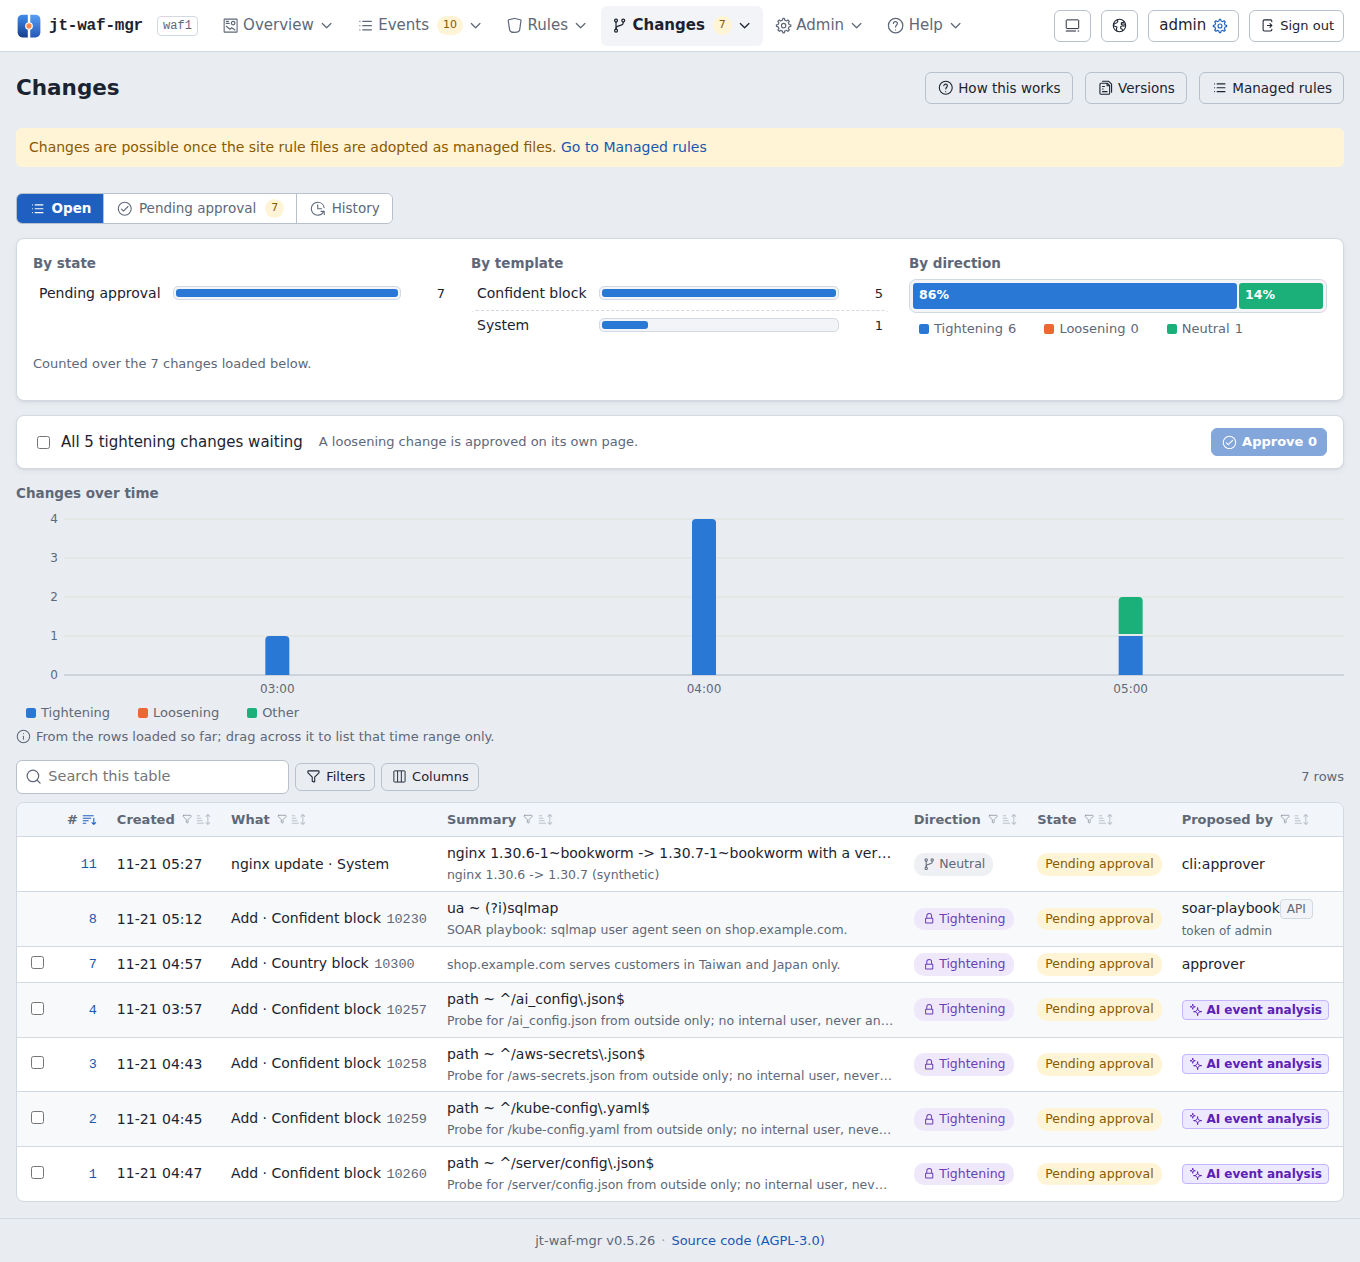 jt-waf-mgr waf1 Overview Events 10 Rules Changes 7 Admin Help admin Sign out
Changes How this works Versions Managed rules
Changes are possible once the site rule files are adopted as managed files. Go to Managed rules
Open Pending approval 7 History
By state By template By direction
Pending approval 7 Confident block 5 86% 14%
System 1 Tightening 6 Loosening 0 Neutral 1
Counted over the 7 changes loaded below.
All 5 tightening changes waiting A loosening change is approved on its own page. Approve 0
Changes over time
4
3
2
1
0
03:00 04:00 05:00
Tightening Loosening Other
From the rows loaded so far; drag across it to list that time range only.
Search this table Filters Columns 7 rows
# Created What Summary Direction State Proposed by
11 11-21 05:27 nginx update · System nginx 1.30.6-1~bookworm -> 1.30.7-1~bookworm with a ver… Neutral Pending approval cli:approver
nginx 1.30.6 -> 1.30.7 (synthetic)
8 11-21 05:12 Add · Confident block 10230 ua ~ (?i)sqlmap Tightening Pending approval soar-playbook API
SOAR playbook: sqlmap user agent seen on shop.example.com. token of admin
7 11-21 04:57 Add · Country block 10300 shop.example.com serves customers in Taiwan and Japan only. Tightening Pending approval approver
4 11-21 03:57 Add · Confident block 10257 path ~ ^/ai_config\.json$ Tightening Pending approval AI event analysis
Probe for /ai_config.json from outside only; no internal user, never an…
3 11-21 04:43 Add · Confident block 10258 path ~ ^/aws-secrets\.json$ Tightening Pending approval AI event analysis
Probe for /aws-secrets.json from outside only; no internal user, never…
2 11-21 04:45 Add · Confident block 10259 path ~ ^/kube-config\.yaml$ Tightening Pending approval AI event analysis
Probe for /kube-config.yaml from outside only; no internal user, neve…
1 11-21 04:47 Add · Confident block 10260 path ~ ^/server/config\.json$ Tightening Pending approval AI event analysis
Probe for /server/config.json from outside only; no internal user, nev…
jt-waf-mgr v0.5.26 · Source code (AGPL-3.0)